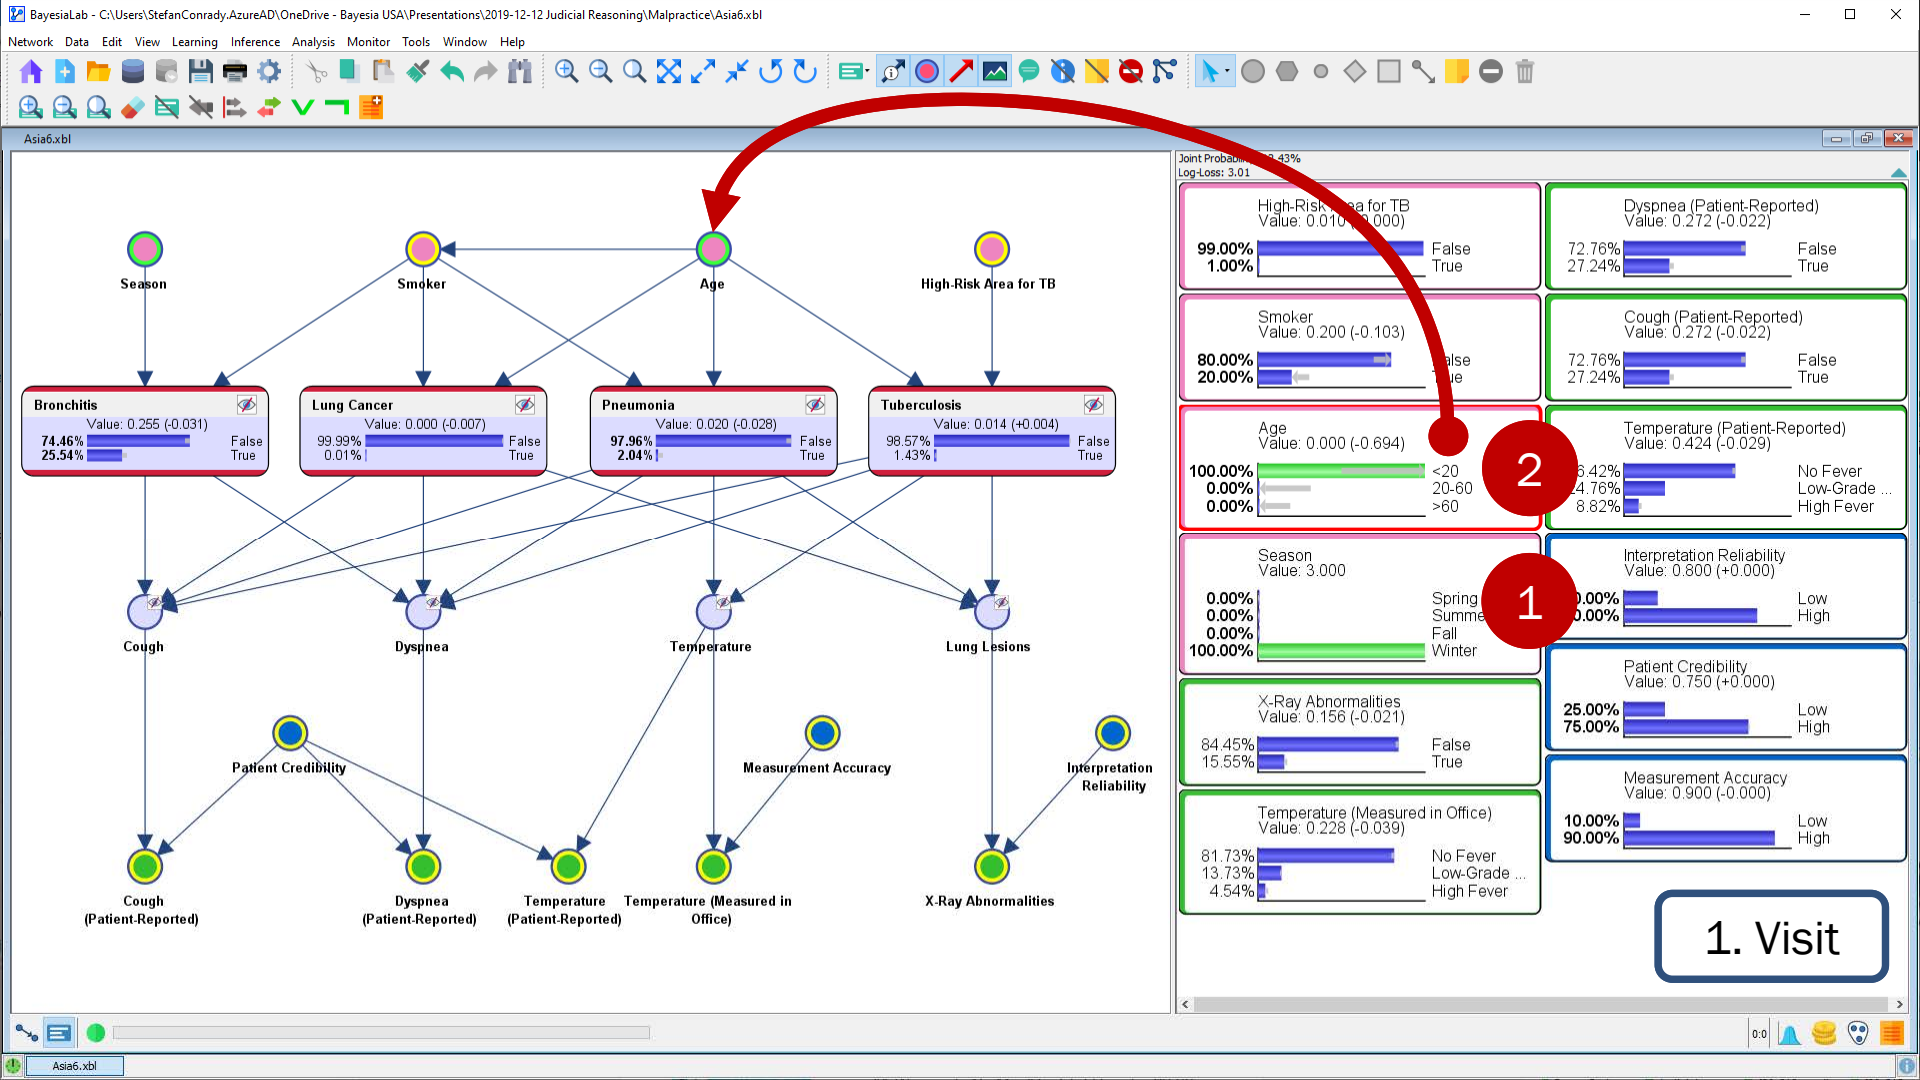 BayesiaLab - C:\Users\StefanConrady.AzureAD\OneDrive - Bayesia USA\Presentations\2019-12-12 Judicial Reasoning\Malpractice\Asia6.xbl
Network Data Edit View Learning Inference Analysis Monitor Tools Window Help
Asia6.xbl
Season
Smoker
Age
High-Risk Area for TB
Bronchitis
Value: 0.255 (-0.031)
74.46% False
25.54% True
Lung Cancer
Value: 0.000 (-0.007)
99.99% False
0.01% True
Pneumonia
Value: 0.020 (-0.028)
97.96% False
2.04% True
Tuberculosis
Value: 0.014 (+0.004)
98.57% False
1.43% True
Cough
Dyspnea
Temperature
Lung Lesions
Patient Credibility
Measurement Accuracy
Interpretation
Reliability
Cough
(Patient-Reported)
Dyspnea
(Patient-Reported)
Temperature
(Patient-Reported)
Temperature (Measured in
Office)
X-Ray Abnormalities
Log-Loss: 3.01
High-Risk for TB
Value: 0.010
99.00% False
1.00% True
Smoker
Value: 0.200 (-0.103)
80.00%
20.00%
Age
Value: 0.000 (-0.694)
100.00% <20
0.00% 20-60
0.00% >60
2
Season
Value: 3.000
0.00% Spring
0.00%
0.00% Fall
100.00% Winter
1
X-Ray Abnormalities
Value: 0.156 (-0.021)
84.45% False
15.55% True
Temperature (Measured in Office)
Value: 0.228 (-0.039)
81.73% No Fever
13.73% Low-Grade ...
4.54% High Fever
Dyspnea (Patient-Reported)
Value: 0.272 (-0.022)
72.76% False
27.24% True
Cough (Patient-Reported)
Value: 0.272 (-0.022)
72.76% False
27.24% True
Temperature (Patient-Reported)
Value: 0.424 (-0.029)
No Fever
Low-Grade ...
8.82% High Fever
Interpretation Reliability
Value: 0.800 (+0.000)
Low
High
Patient Credibility
Value: 0.750 (+0.000)
25.00% Low
75.00% High
Measurement Accuracy
Value: 0.900 (-0.000)
10.00% Low
90.00% High
1. Visit
0:0
Asia6.xbl